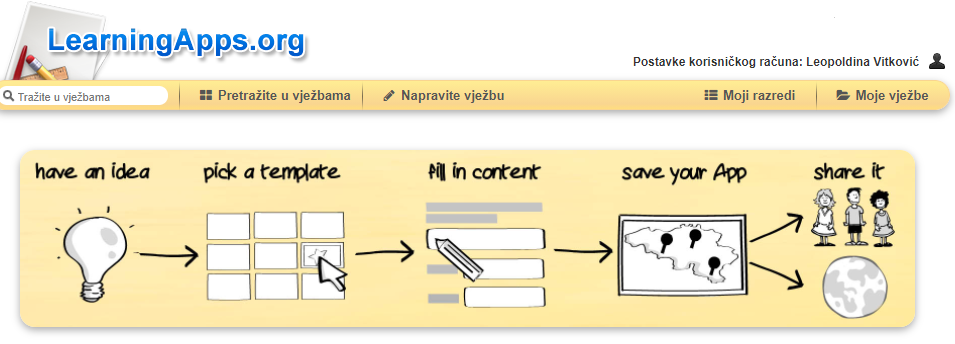 LearningApps.org
Postavke korisničkog računa: Leopoldina Vitković
Tražite u vježbama
Pretražite u vježbama
Napravite vježbu
Moji razredi
Moje vježbe
have an idea
pick a template
fill in content
save your App
share it